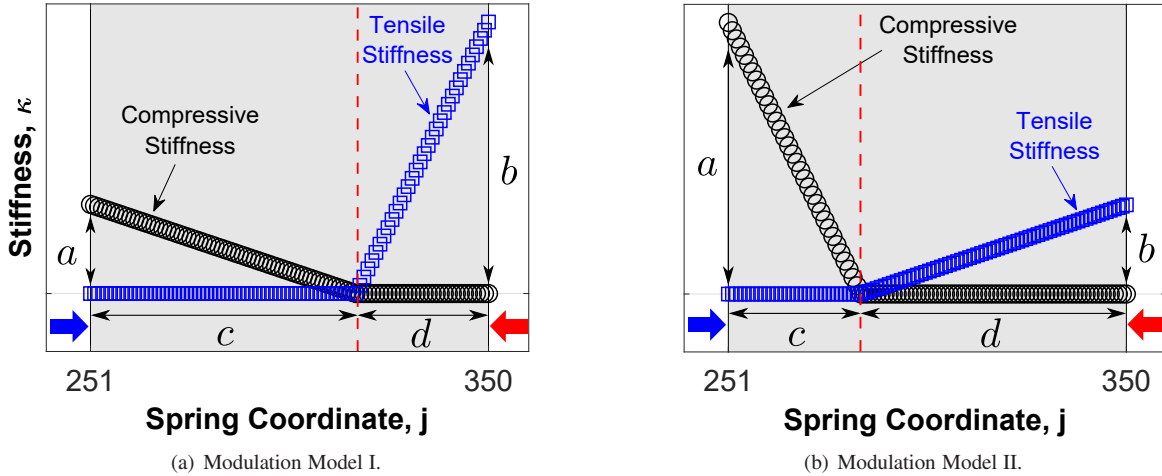 Tensile
Stiffness
Compressive
Stiffness
Stiffness, κ
a
b
c
d
251
350
Spring Coordinate, j
(a) Modulation Model I.
Compressive
Stiffness
Tensile
Stiffness
a
b
c
d
251
350
Spring Coordinate, j
(b) Modulation Model II.